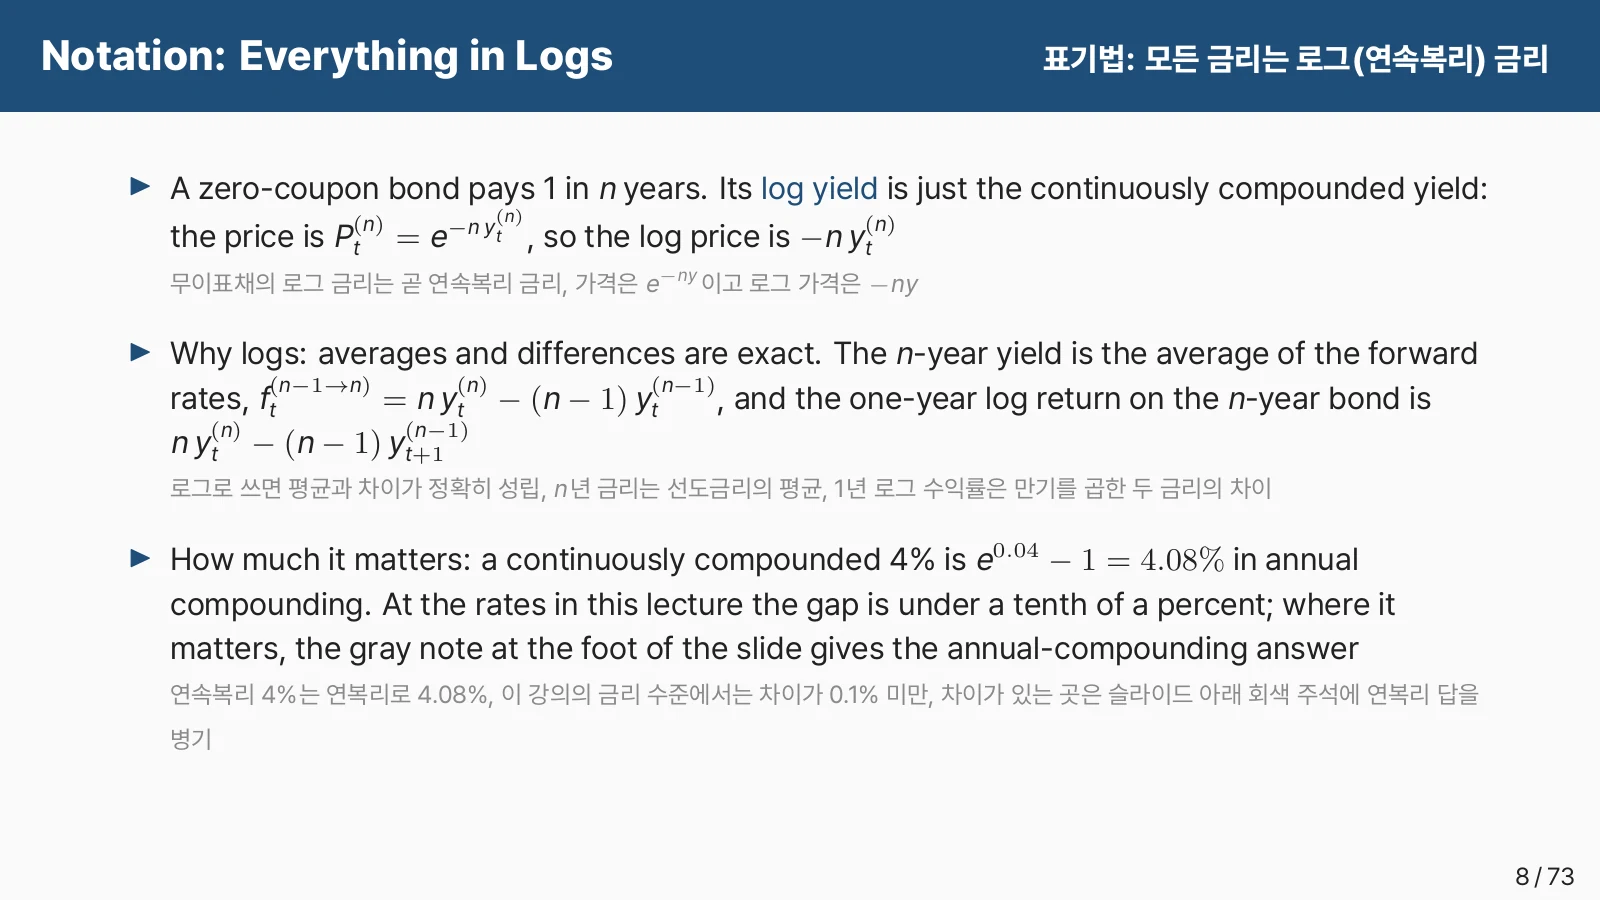 Notation: Everything in Logs
표기법: 모든 금리는 로그(연속복리) 금리
▶ A zero-coupon bond pays 1 in n years. Its log yield is just the continuously compounded yield:
the price is P_t^{(n)} = e^{−n y_t^{(n)}}, so the log price is −n y_t^{(n)}
무이표채의 로그 금리는 곧 연속복리 금리, 가격은 e^{−ny}이고 로그 가격은 −ny
▶ Why logs: averages and differences are exact. The n-year yield is the average of the forward
rates, f_t^{(n−1→n)} = n y_t^{(n)} − (n − 1) y_t^{(n−1)}, and the one-year log return on the n-year bond is
n y_t^{(n)} − (n − 1) y_{t+1}^{(n−1)}
로그로 쓰면 평균과 차이가 정확히 성립, n년 금리는 선도금리의 평균, 1년 로그 수익률은 만기를 곱한 두 금리의 차이
▶ How much it matters: a continuously compounded 4% is e^{0.04} − 1 = 4.08% in annual
compounding. At the rates in this lecture the gap is under a tenth of a percent; where it
matters, the gray note at the foot of the slide gives the annual-compounding answer
연속복리 4%는 연복리로 4.08%, 이 강의의 금리 수준에서는 차이가 0.1% 미만, 차이가 있는 곳은 슬라이드 아래 회색 주석에 연복리 답을
병기
8 / 73